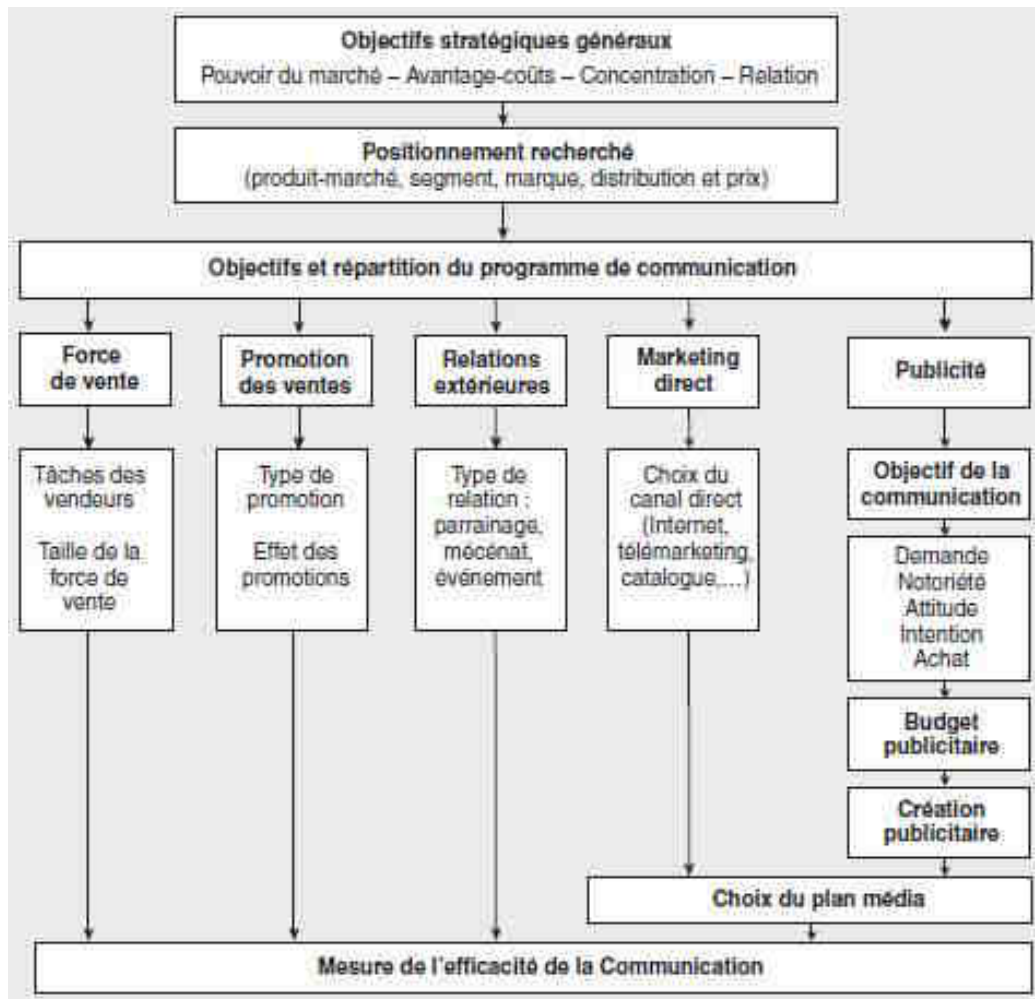 Objectifs stratégiques généraux
Pouvoir du marché – Avantage-coûts – Concentration – Relation
Positionnement recherché
(produit-marché, segment, marque, distribution et prix)
Objectifs et répartition du programme de communication
Force
de vente
Promotion
des ventes
Relations
extérieures
Marketing
direct
Publicité
Tâches des
vendeurs
Taille de la
force de
vente
Type de
promotion
Effet des
promotions
Type de
relation :
parrainage,
mécénat,
événement
Choix du
canal direct
(Internet,
télémarketing,
catalogue,...)
Objectif de la
communication
Demande
Notoriété
Attitude
Intention
Achat
Budget
publicitaire
Création
publicitaire
Choix du plan média
Mesure de l'efficacité de la Communication